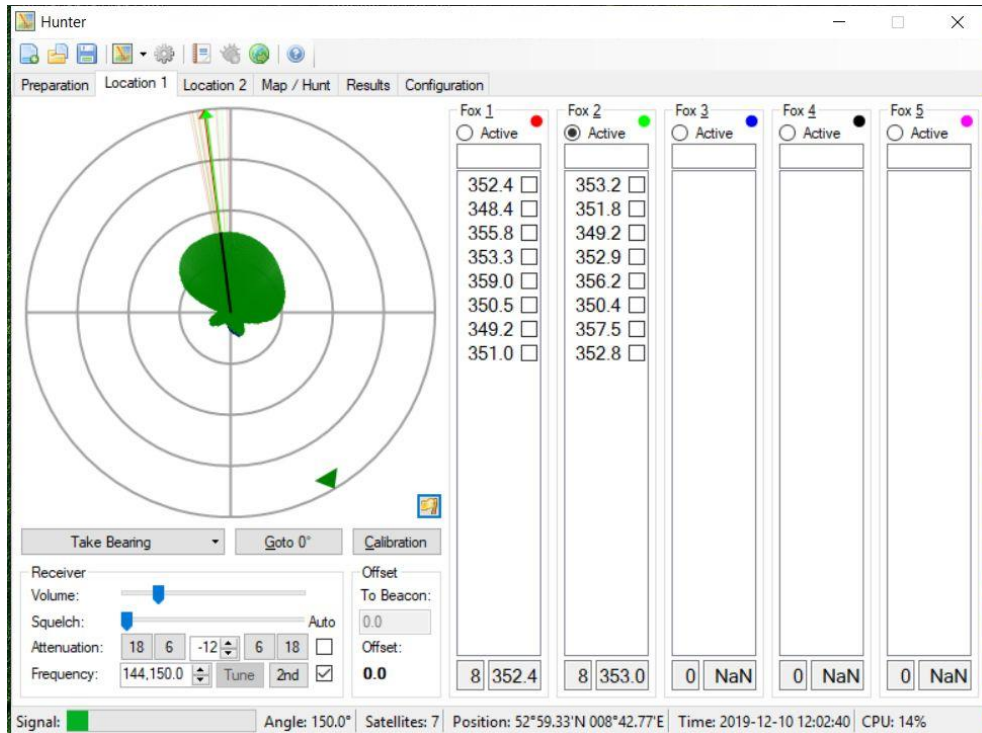 Hunter
Preparation Location 1 Location 2 Map / Hunt Results Configuration
Fox 1 Fox 2 Fox 3 Fox 4 Fox 5
Active Active Active Active Active
352.4 353.2
348.4 351.8
355.8 349.2
353.3 352.9
359.0 356.2
350.5 350.4
349.2 357.5
351.0 352.8
Take Bearing Goto 0° Calibration
Receiver Offset
Volume: To Beacon:
Squelch: Auto 0.0
Attenuation: 18 6 -12 6 18 Offset:
Frequency: 144,150.0 Tune 2nd 0.0
8 352.4 8 353.0 0 NaN 0 NaN 0 NaN
Signal: Angle: 150.0° Satellites: 7 Position: 52°59.33'N 008°42.77'E Time: 2019-12-10 12:02:40 CPU: 14%